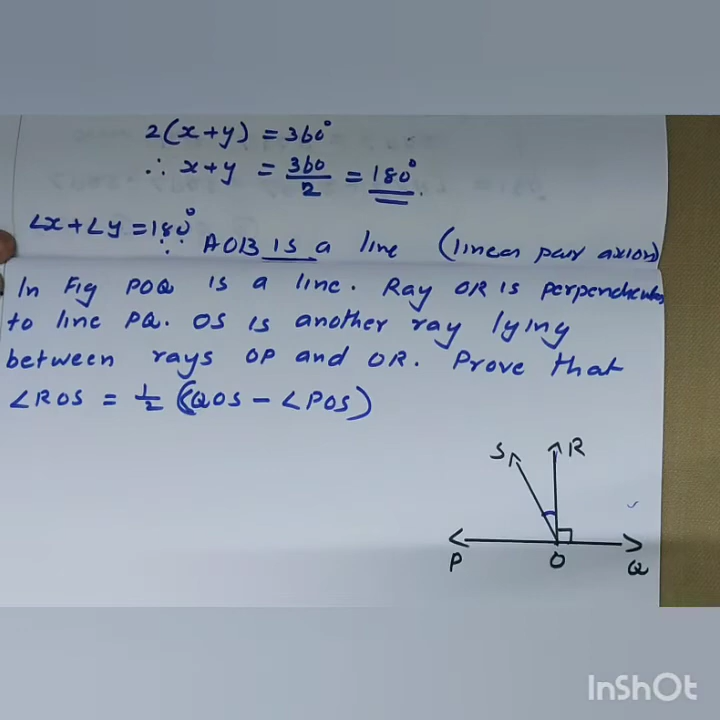 2(x+y) = 360°
∴ x+y = 360/2 = 180°.
∠x+∠y = 180°
∴ AOB is a line (linear pair axiom)
In Fig POQ is a line. Ray OR is perpendicular
to line PQ. OS is another ray lying
between rays OP and OR. Prove that
∠ROS = 1/2 (∠QOS - ∠POS)
S R
P O Q
InShOt